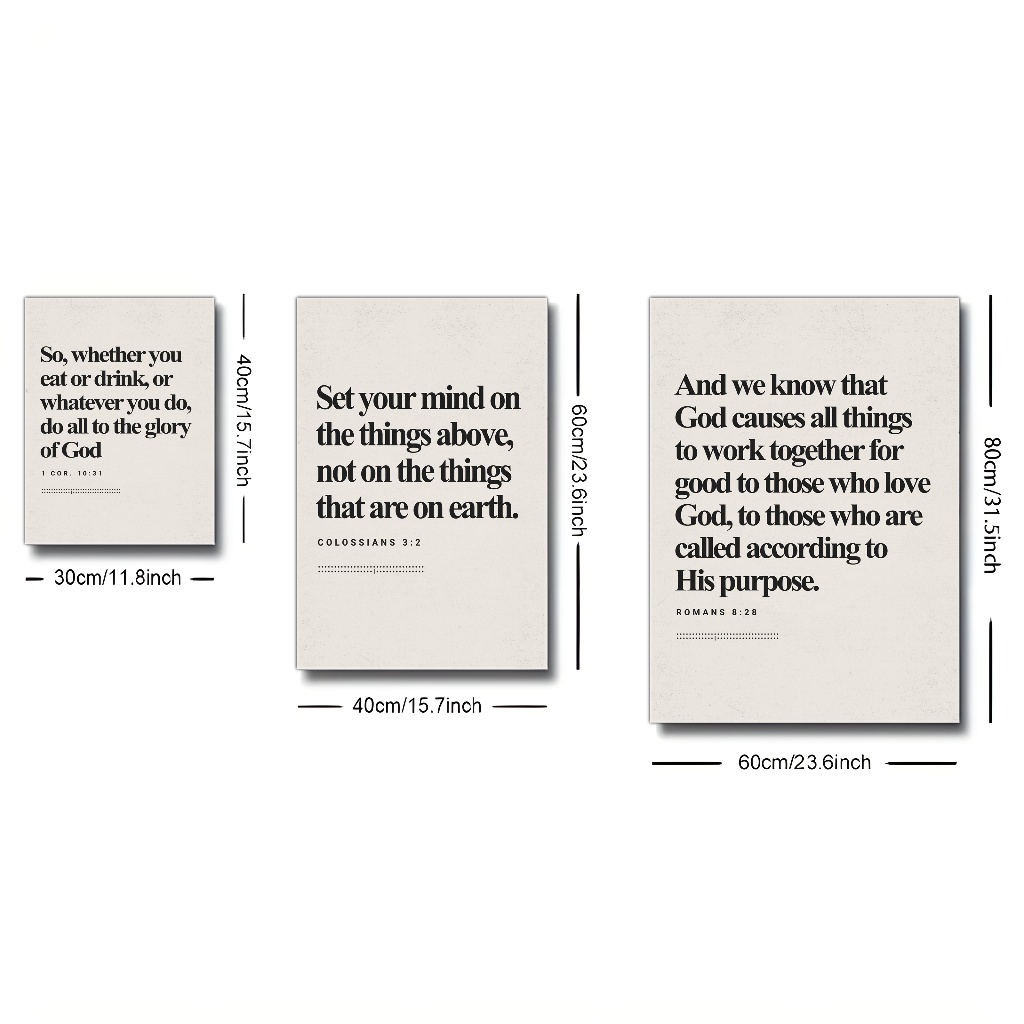 So, whether you
eat or drink, or
whatever you do,
do all to the glory
of God
1 COR. 10:31
40cm/15.7inch
30cm/11.8inch
Set your mind on
the things above,
not on the things
that are on earth.
COLOSSIANS 3:2
60cm/23.6inch
40cm/15.7inch
And we know that
God causes all things
to work together for
good to those who love
God, to those who are
called according to
His purpose.
ROMANS 8:28
80cm/31.5inch
60cm/23.6inch